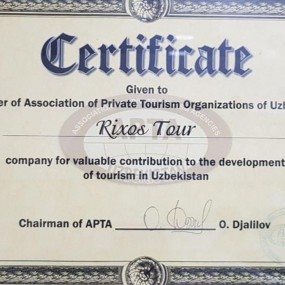 Certificate
Given to
er of Association of Private Tourism Organizations of Uzb
Rixos Tour
company for valuable contribution to the development
of tourism in Uzbekistan
Chairman of APTA O. Djalilov
APTA